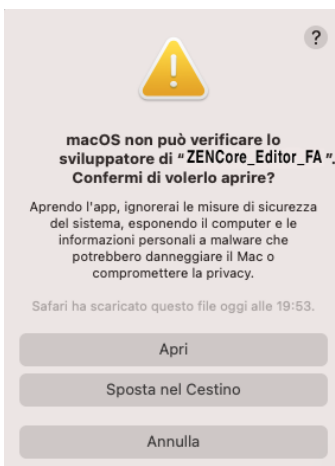 ?
macOS non può verificare lo
sviluppatore di “ZENCore_Editor_FA”.
Confermi di volerlo aprire?
Aprendo l'app, ignorerai le misure di sicurezza
del sistema, esponendo il computer e le
informazioni personali a malware che
potrebbero danneggiare il Mac o
compromettere la privacy.
Safari ha scaricato questo file oggi alle 19:53.
Apri
Sposta nel Cestino
Annulla